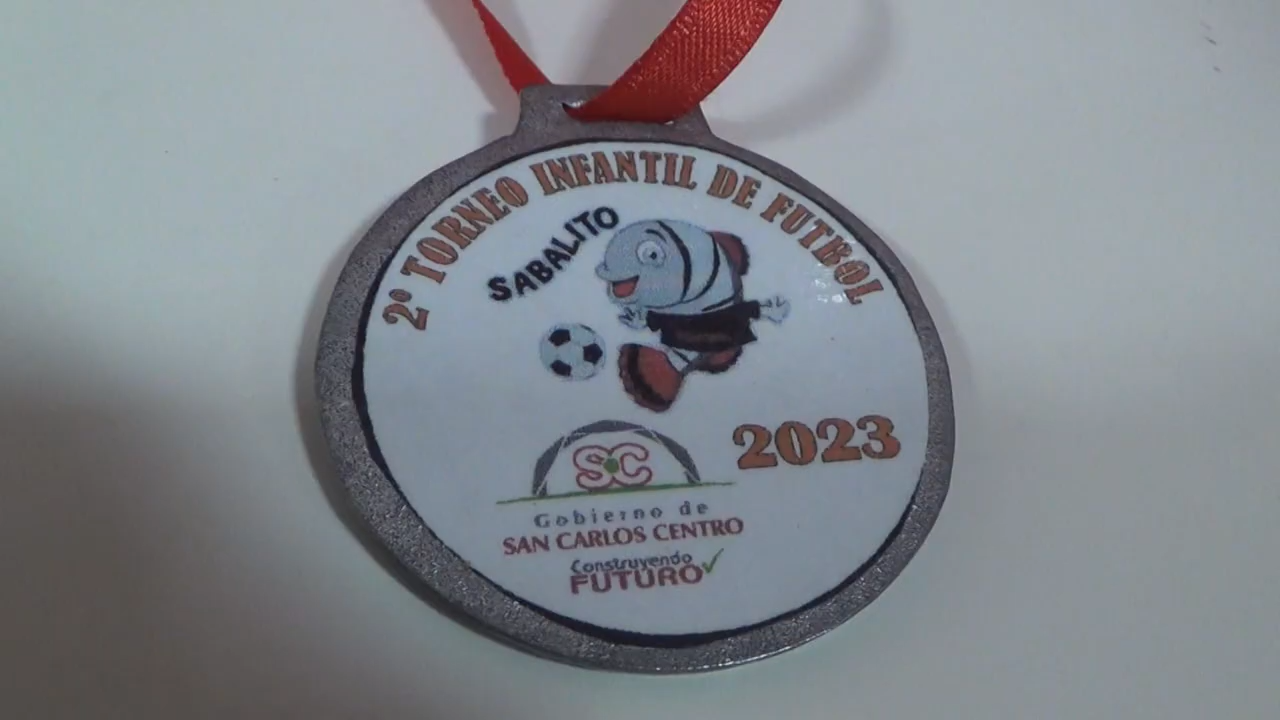 2º TORNEO INFANTIL DE FUTBOL
SABALITO
2023
SC
Gobierno de
SAN CARLOS CENTRO
Construyendo
FUTURO